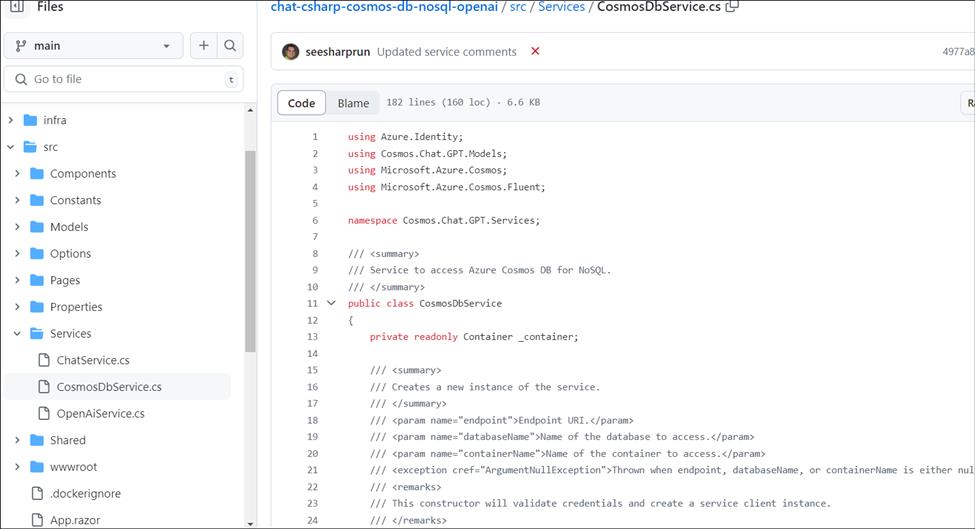 Files
main
Go to file
t
infra
src
Components
Constants
Models
Options
Pages
Properties
Services
ChatService.cs
CosmosDbService.cs
OpenAiService.cs
Shared
wwwroot
.dockerignore
App.razor
chat-csharp-cosmos-db-nosql-openai / src / Services / CosmosDbService.cs
seesharprun Updated service comments
4977a8
Code Blame 182 lines (160 loc) · 6.6 KB
1 using Azure.Identity;
2 using Cosmos.Chat.GPT.Models;
3 using Microsoft.Azure.Cosmos;
4 using Microsoft.Azure.Cosmos.Fluent;
5
6 namespace Cosmos.Chat.GPT.Services;
7
8 /// <summary>
9 /// Service to access Azure Cosmos DB for NoSQL.
10 /// </summary>
11 public class CosmosDbService
12 {
13 private readonly Container _container;
14
15 /// <summary>
16 /// Creates a new instance of the service.
17 /// </summary>
18 /// <param name="endpoint">Endpoint URI.</param>
19 /// <param name="databaseName">Name of the database to access.</param>
20 /// <param name="containerName">Name of the container to access.</param>
21 /// <exception cref="ArgumentNullException">Thrown when endpoint, databaseName, or containerName is either nul
22 /// <remarks>
23 /// This constructor will validate credentials and create a service client instance.
24 /// </remarks>